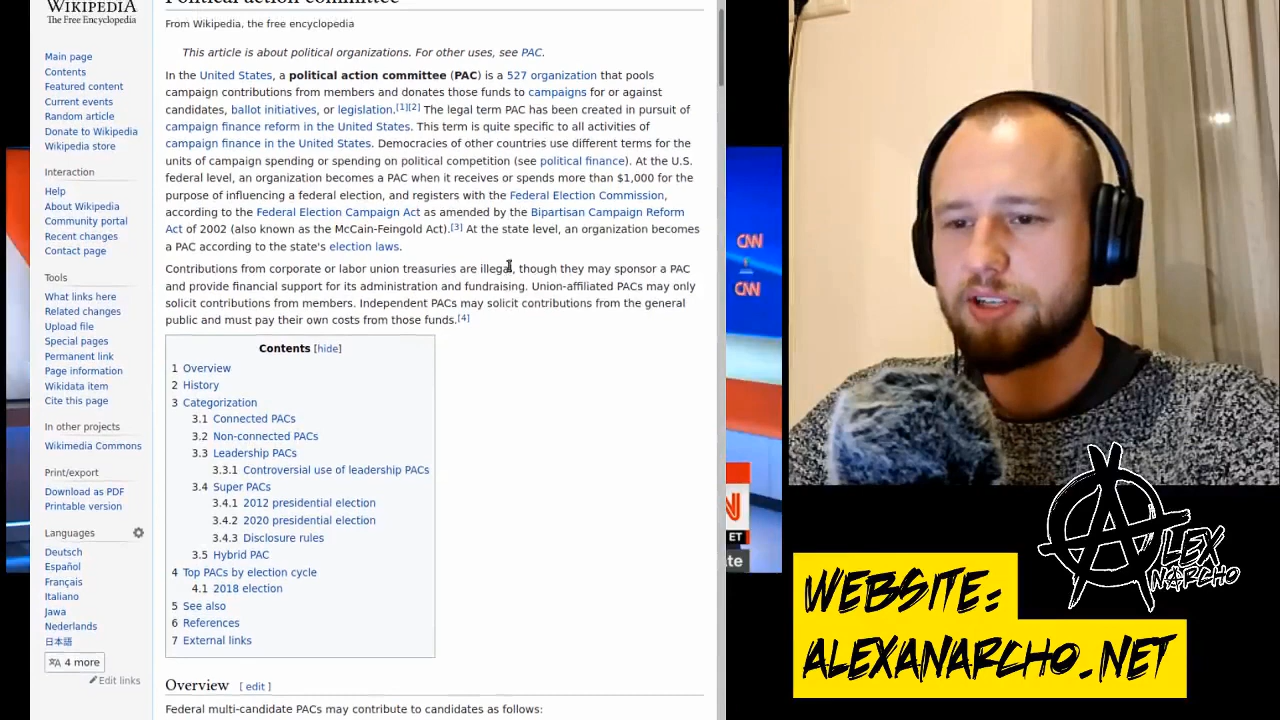 WIKIPEDIA
The Free Encyclopedia
Main page
Contents
Featured content
Current events
Random article
Donate to Wikipedia
Wikipedia store
Interaction
Help
About Wikipedia
Community portal
Recent changes
Contact page
Tools
What links here
Related changes
Upload file
Special pages
Permanent link
Page information
Wikidata item
Cite this page
In other projects
Wikimedia Commons
Print/export
Download as PDF
Printable version
Languages
Deutsch
Español
Français
Italiano
Jawa
Nederlands
日本語
4 more
Edit links
Political action committee
From Wikipedia, the free encyclopedia
This article is about political organizations. For other uses, see PAC.
In the United States, a political action committee (PAC) is a 527 organization that pools
campaign contributions from members and donates those funds to campaigns for or against
candidates, ballot initiatives, or legislation.[1][2] The legal term PAC has been created in pursuit of
campaign finance reform in the United States. This term is quite specific to all activities of
campaign finance in the United States. Democracies of other countries use different terms for the
units of campaign spending or spending on political competition (see political finance). At the U.S.
federal level, an organization becomes a PAC when it receives or spends more than $1,000 for the
purpose of influencing a federal election, and registers with the Federal Election Commission,
according to the Federal Election Campaign Act as amended by the Bipartisan Campaign Reform
Act of 2002 (also known as the McCain-Feingold Act).[3] At the state level, an organization becomes
a PAC according to the state's election laws.
Contributions from corporate or labor union treasuries are illegal, though they may sponsor a PAC
and provide financial support for its administration and fundraising. Union-affiliated PACs may only
solicit contributions from members. Independent PACs may solicit contributions from the general
public and must pay their own costs from those funds.[4]
Contents [hide]
1 Overview
2 History
3 Categorization
3.1 Connected PACs
3.2 Non-connected PACs
3.3 Leadership PACs
3.3.1 Controversial use of leadership PACs
3.4 Super PACs
3.4.1 2012 presidential election
3.4.2 2020 presidential election
3.4.3 Disclosure rules
3.5 Hybrid PAC
4 Top PACs by election cycle
4.1 2018 election
5 See also
6 References
7 External links
Overview [ edit ]
Federal multi-candidate PACs may contribute to candidates as follows:
CNN
CNN
N
ET
te
ALEX
NARCHO
WEBSITE:
ALEXANARCHO.NET